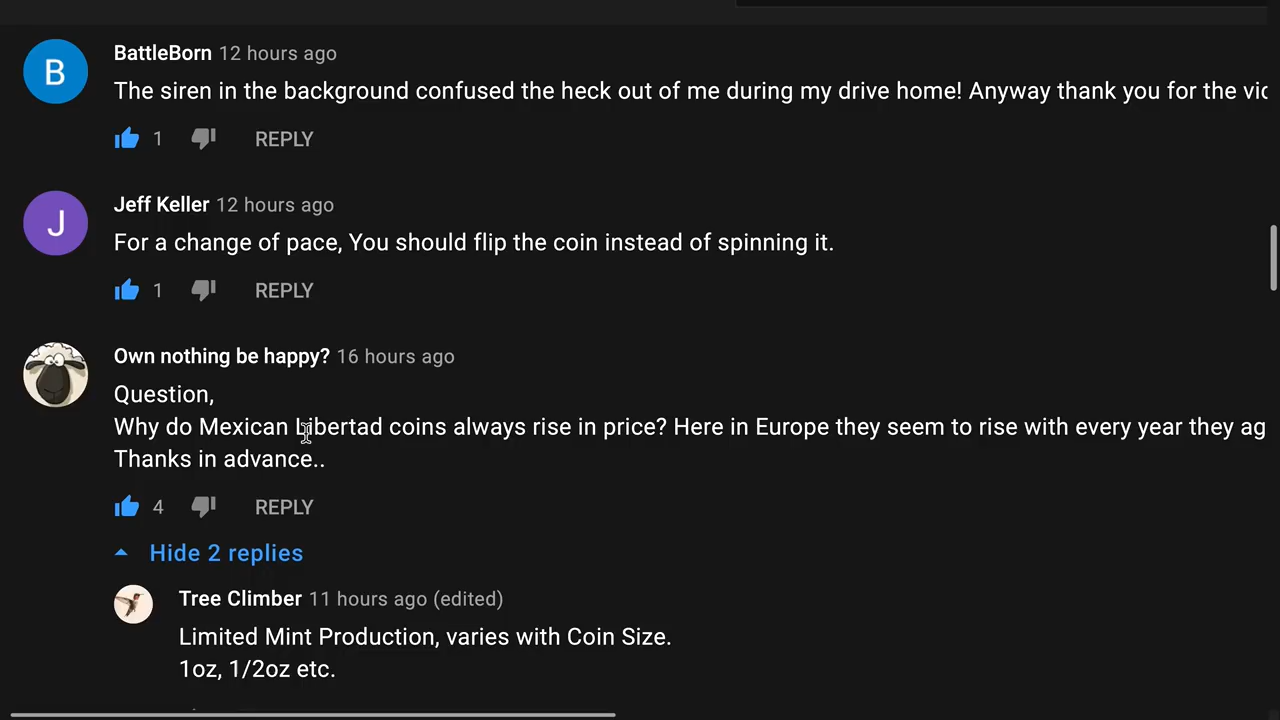 BattleBorn 12 hours ago
B
The siren in the background confused the heck out of me during my drive home! Anyway thank you for the vic
1 REPLY
Jeff Keller 12 hours ago
J
For a change of pace, You should flip the coin instead of spinning it.
1 REPLY
Own nothing be happy? 16 hours ago
Question,
Why do Mexican Libertad coins always rise in price? Here in Europe they seem to rise with every year they ag
Thanks in advance..
4 REPLY
Hide 2 replies
Tree Climber 11 hours ago (edited)
Limited Mint Production, varies with Coin Size.
1oz, 1/2oz etc.